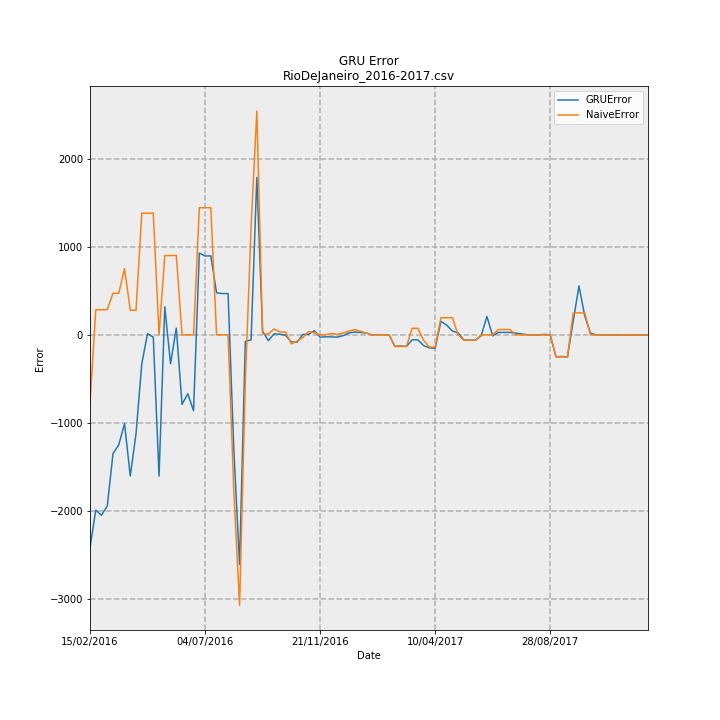 GRU Error
RioDeJaneiro_2016-2017.csv
GRUError
NaiveError
2000
1000
0
−1000
−2000
−3000
Error
15/02/2016
04/07/2016
21/11/2016
10/04/2017
28/08/2017
Date